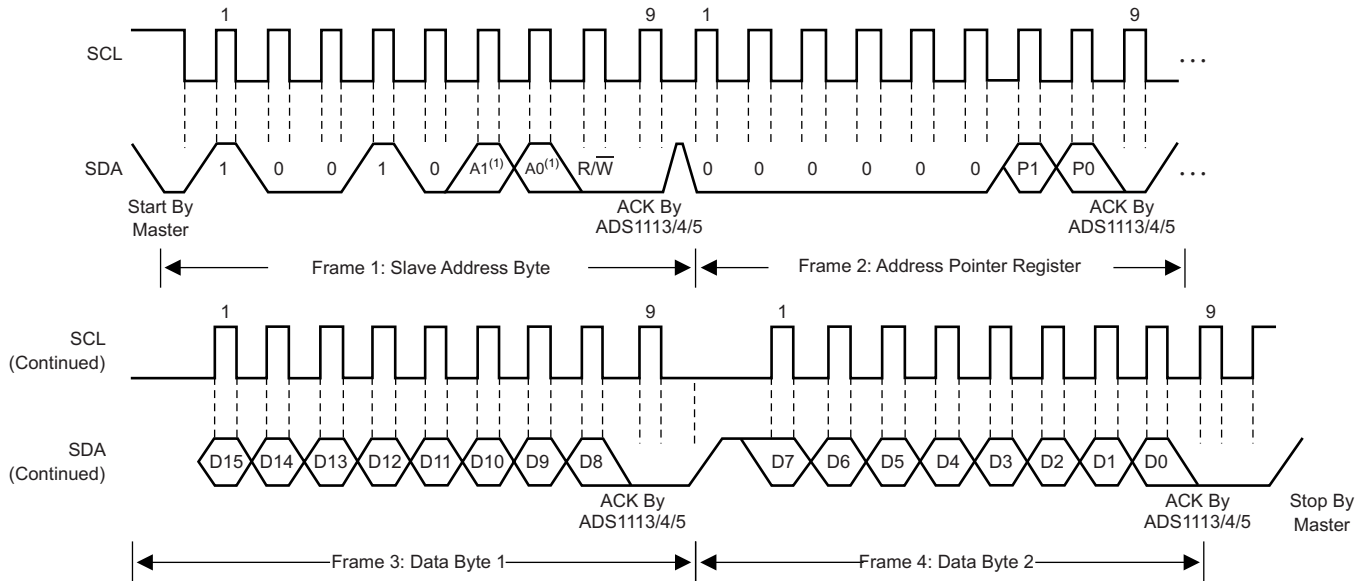 1 9 1 9
SCL ...
SDA 1 0 0 1 0 A1(1) A0(1) R/W̅ 0 0 0 0 0 0 P1 P0 ...
Start By Master
ACK By ADS1113/4/5
ACK By ADS1113/4/5
Frame 1: Slave Address Byte
Frame 2: Address Pointer Register
1 9 1 9
SCL (Continued)
SDA (Continued) D15 D14 D13 D12 D11 D10 D9 D8 D7 D6 D5 D4 D3 D2 D1 D0
ACK By ADS1113/4/5
ACK By ADS1113/4/5
Stop By Master
Frame 3: Data Byte 1
Frame 4: Data Byte 2